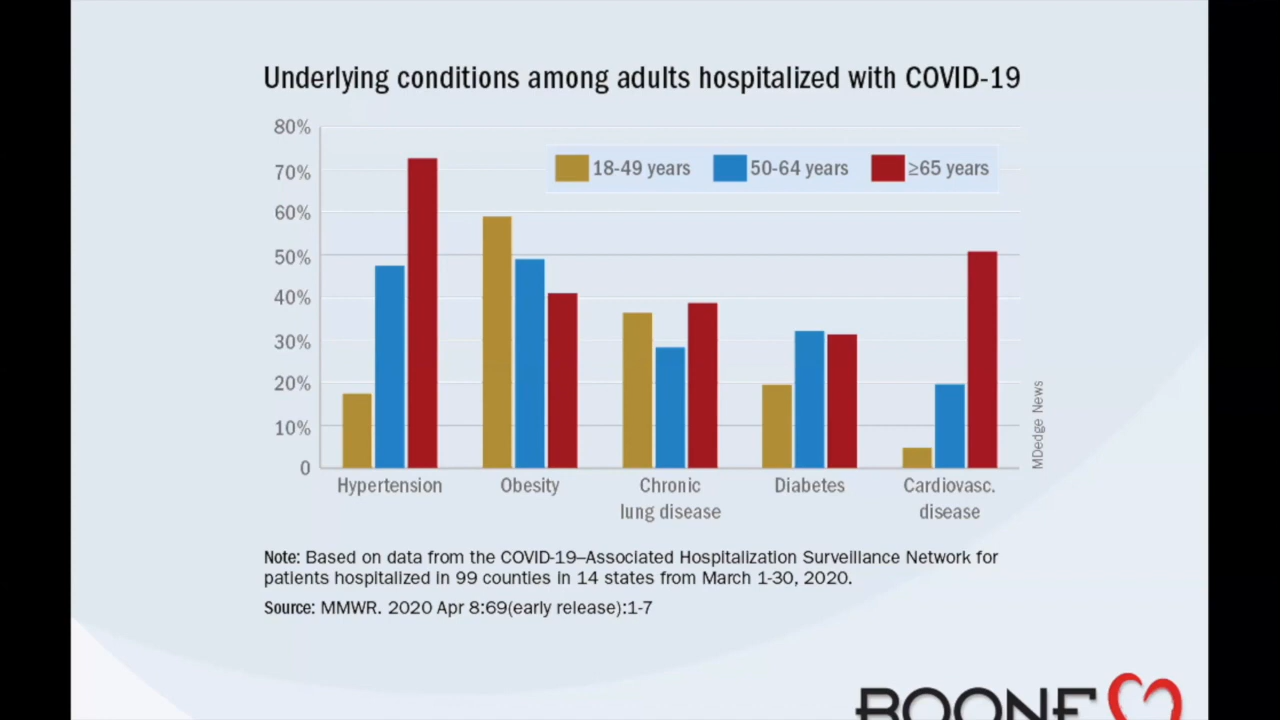 Underlying conditions among adults hospitalized with COVID-19
80%
18-49 years 50-64 years ≥65 years
70%
60%
50%
40%
30%
20%
10%
0
MDedge News
Hypertension Obesity Chronic lung disease Diabetes Cardiovasc. disease
Note: Based on data from the COVID-19–Associated Hospitalization Surveillance Network for
patients hospitalized in 99 counties in 14 states from March 1-30, 2020.
Source: MMWR. 2020 Apr 8:69(early release):1-7
BOONE